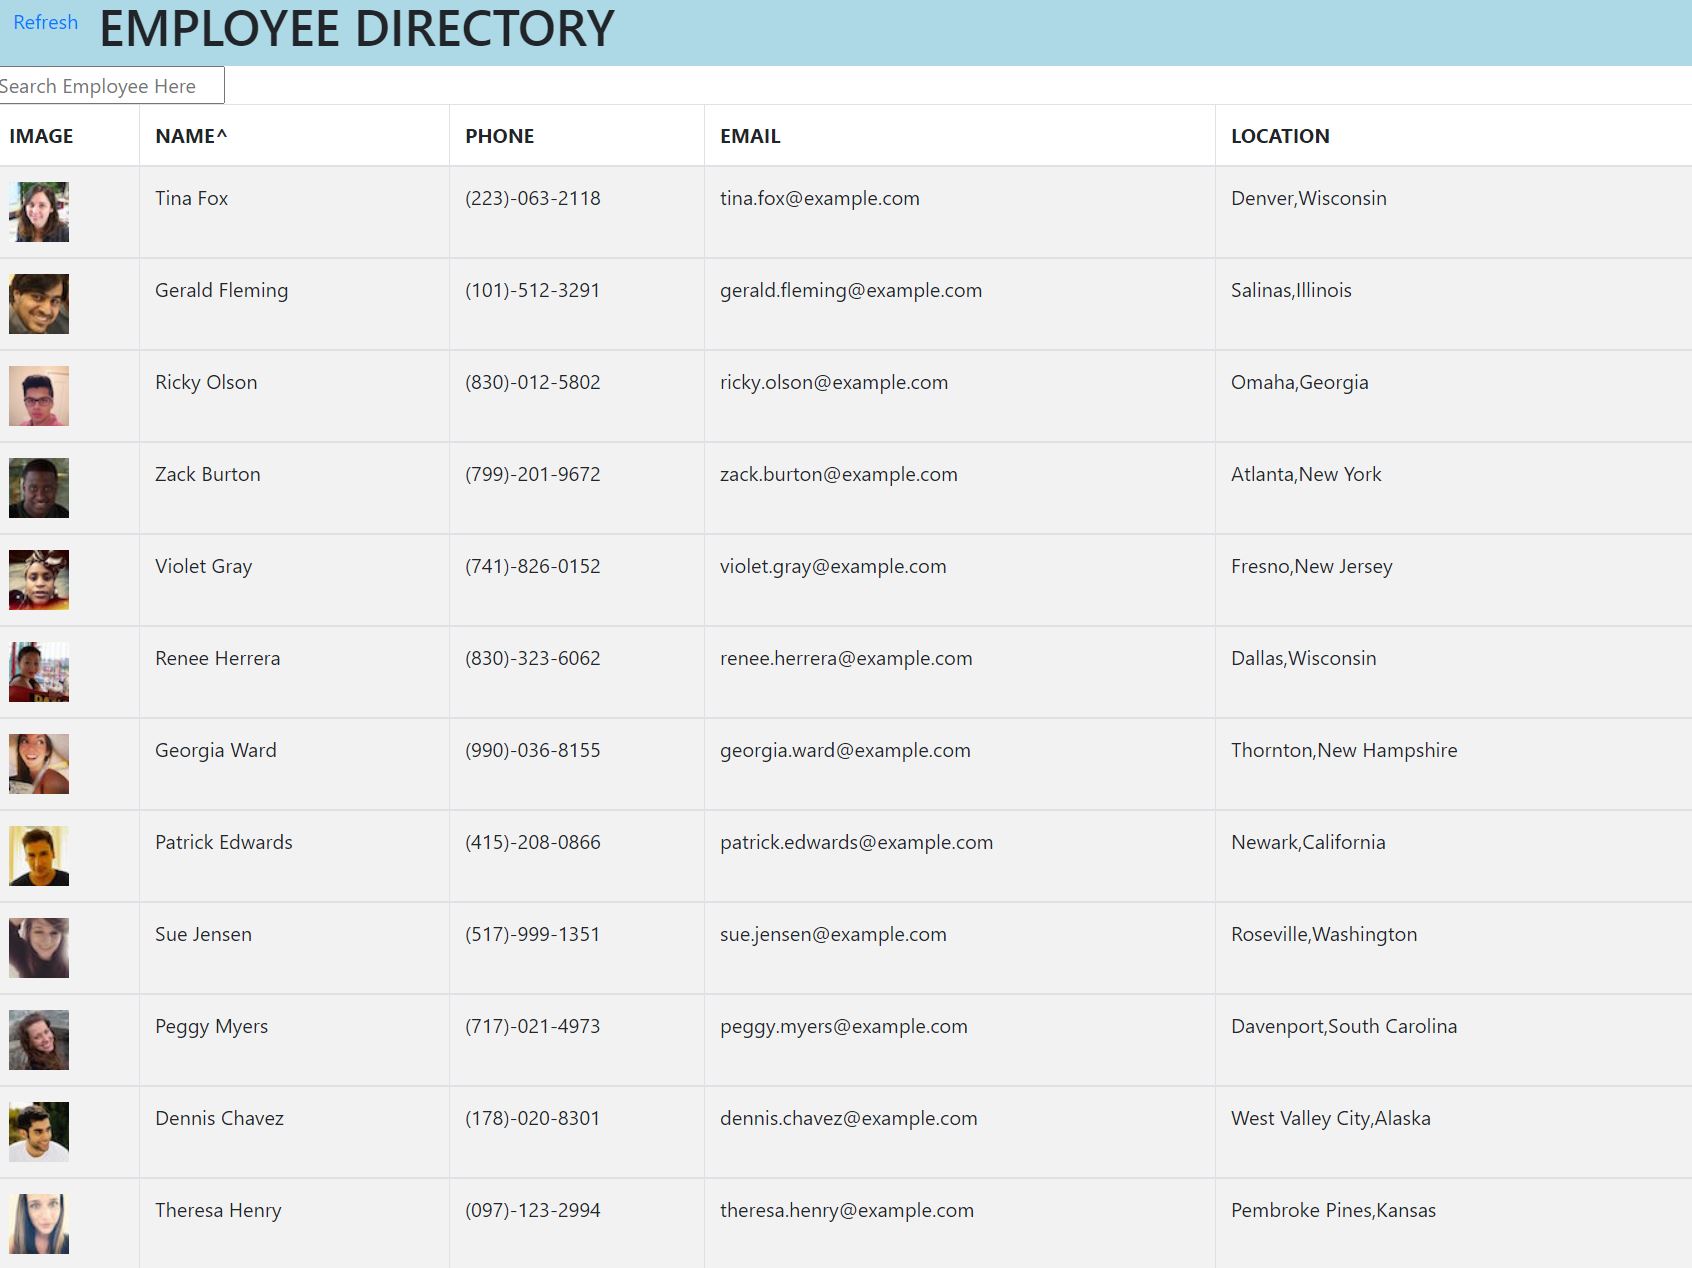 Refresh EMPLOYEE DIRECTORY
Search Employee Here
IMAGE NAME^ PHONE EMAIL LOCATION
Tina Fox (223)-063-2118 tina.fox@example.com Denver,Wisconsin
Gerald Fleming (101)-512-3291 gerald.fleming@example.com Salinas,Illinois
Ricky Olson (830)-012-5802 ricky.olson@example.com Omaha,Georgia
Zack Burton (799)-201-9672 zack.burton@example.com Atlanta,New York
Violet Gray (741)-826-0152 violet.gray@example.com Fresno,New Jersey
Renee Herrera (830)-323-6062 renee.herrera@example.com Dallas,Wisconsin
Georgia Ward (990)-036-8155 georgia.ward@example.com Thornton,New Hampshire
Patrick Edwards (415)-208-0866 patrick.edwards@example.com Newark,California
Sue Jensen (517)-999-1351 sue.jensen@example.com Roseville,Washington
Peggy Myers (717)-021-4973 peggy.myers@example.com Davenport,South Carolina
Dennis Chavez (178)-020-8301 dennis.chavez@example.com West Valley City,Alaska
Theresa Henry (097)-123-2994 theresa.henry@example.com Pembroke Pines,Kansas